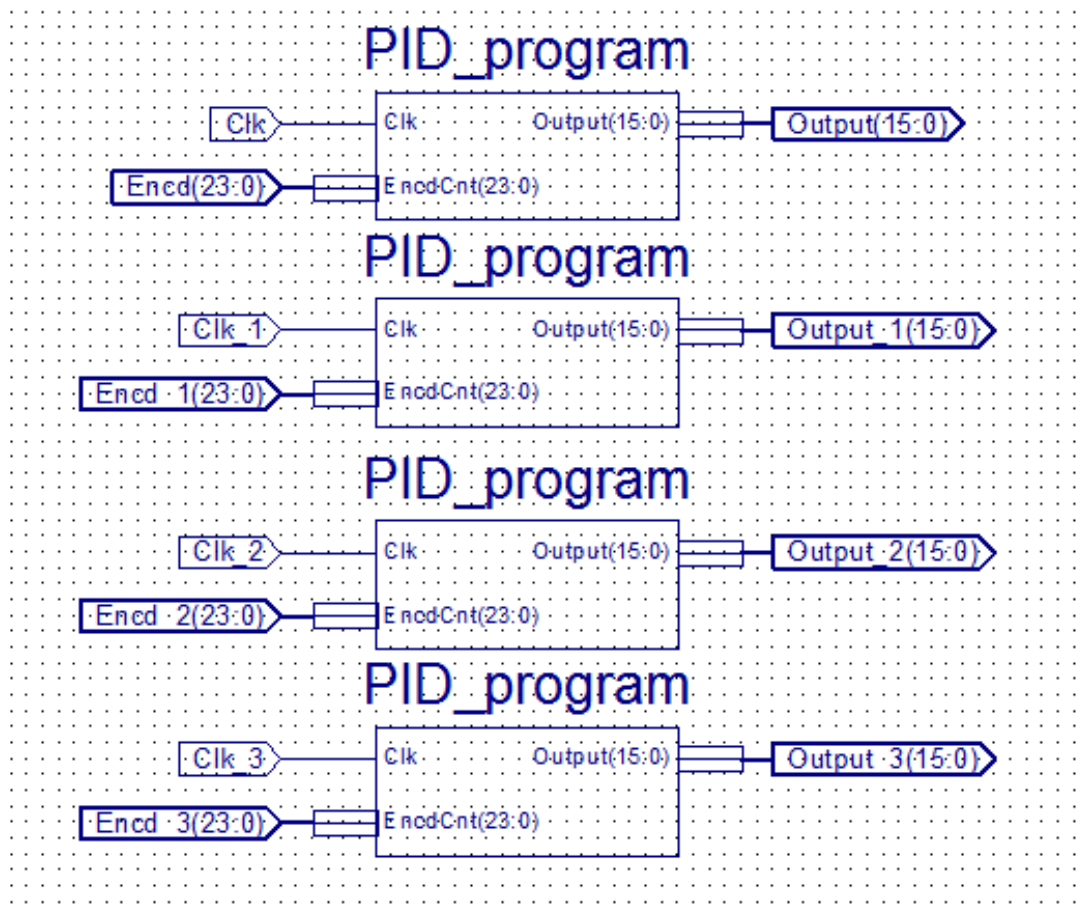 PID_program
Clk Clk Output(15:0) Output(15:0)
Encd(23:0) EncdCnt(23:0)
PID_program
Clk_1 Clk Output(15:0) Output_1(15:0)
Encd_1(23:0) EncdCnt(23:0)
PID_program
Clk_2 Clk Output(15:0) Output_2(15:0)
Encd_2(23:0) EncdCnt(23:0)
PID_program
Clk_3 Clk Output(15:0) Output_3(15:0)
Encd_3(23:0) EncdCnt(23:0)